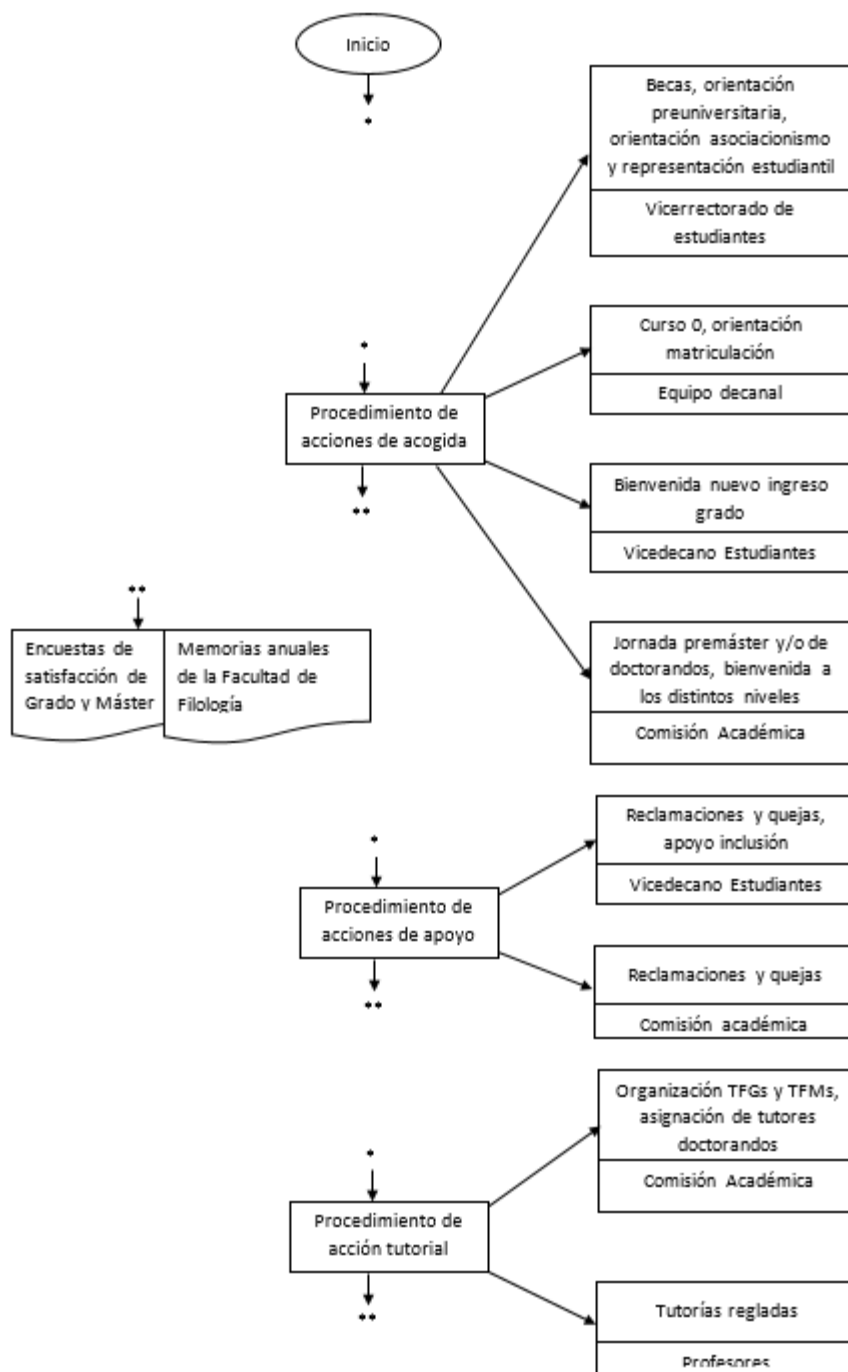 Inicio
*
Becas, orientación
preuniversitaria,
orientación asociacionismo
y representación estudiantil
Vicerrectorado de
estudiantes
*
Procedimiento de
acciones de acogida
**
Curso 0, orientación
matriculación
Equipo decanal
Bienvenida nuevo ingreso
grado
Vicedecano Estudiantes
Jornada premáster y/o de
doctorandos, bienvenida a
los distintos niveles
Comisión Académica
**
Encuestas de
satisfacción de
Grado y Máster
Memorias anuales
de la Facultad de
Filología
*
Procedimiento de
acciones de apoyo
**
Reclamaciones y quejas,
apoyo inclusión
Vicedecano Estudiantes
Reclamaciones y quejas
Comisión académica
*
Procedimiento de
acción tutorial
**
Organización TFGs y TFMs,
asignación de tutores
doctorandos
Comisión Académica
Tutorías regladas
Profesores